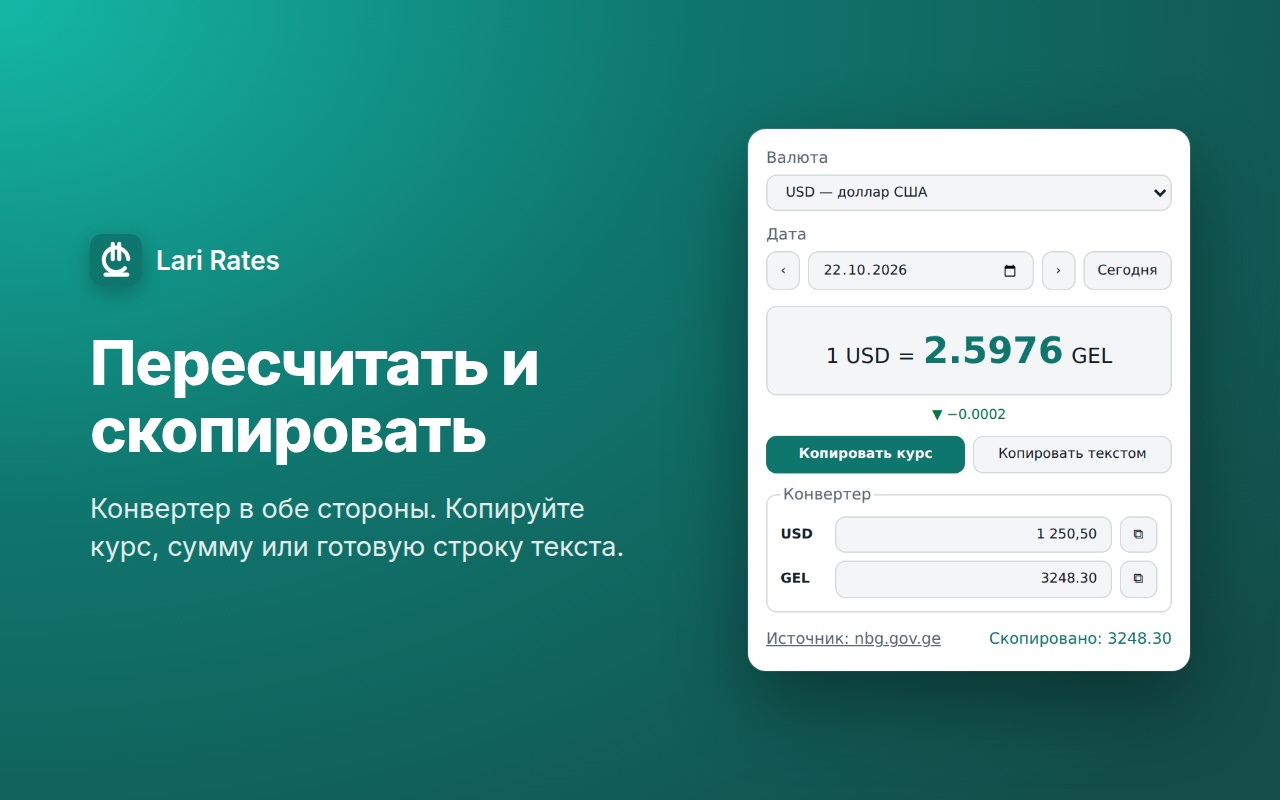 Lari Rates
Пересчитать и
скопировать
Конвертер в обе стороны. Копируйте
курс, сумму или готовую строку текста.
Валюта
USD — доллар США
Дата
‹ 22.10.2026 › Сегодня
1 USD = 2.5976 GEL
▼ −0.0002
Копировать курс Копировать текстом
Конвертер
USD 1 250,50
GEL 3248.30
Источник: nbg.gov.ge Скопировано: 3248.30